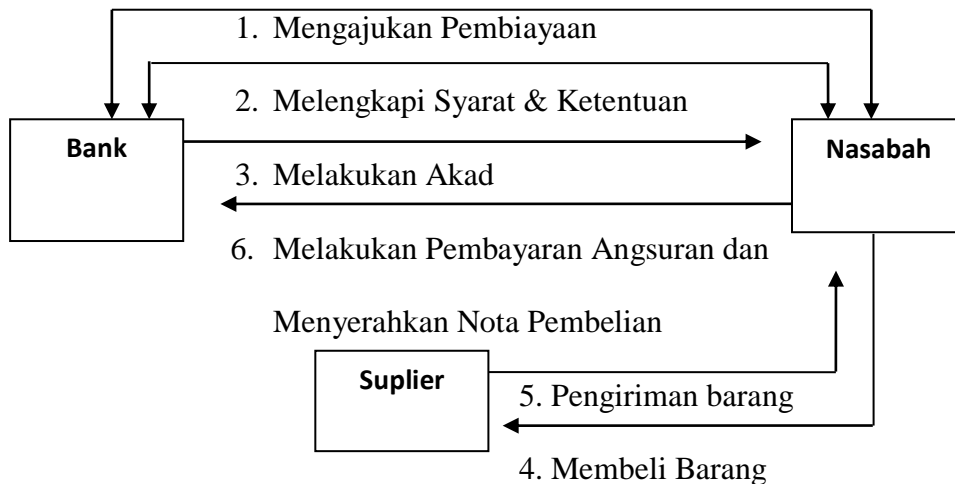 1. Mengajukan Pembiayaan
2. Melengkapi Syarat & Ketentuan
Bank
Nasabah
3. Melakukan Akad
6. Melakukan Pembayaran Angsuran dan
Menyerahkan Nota Pembelian
Suplier
5. Pengiriman barang
4. Membeli Barang